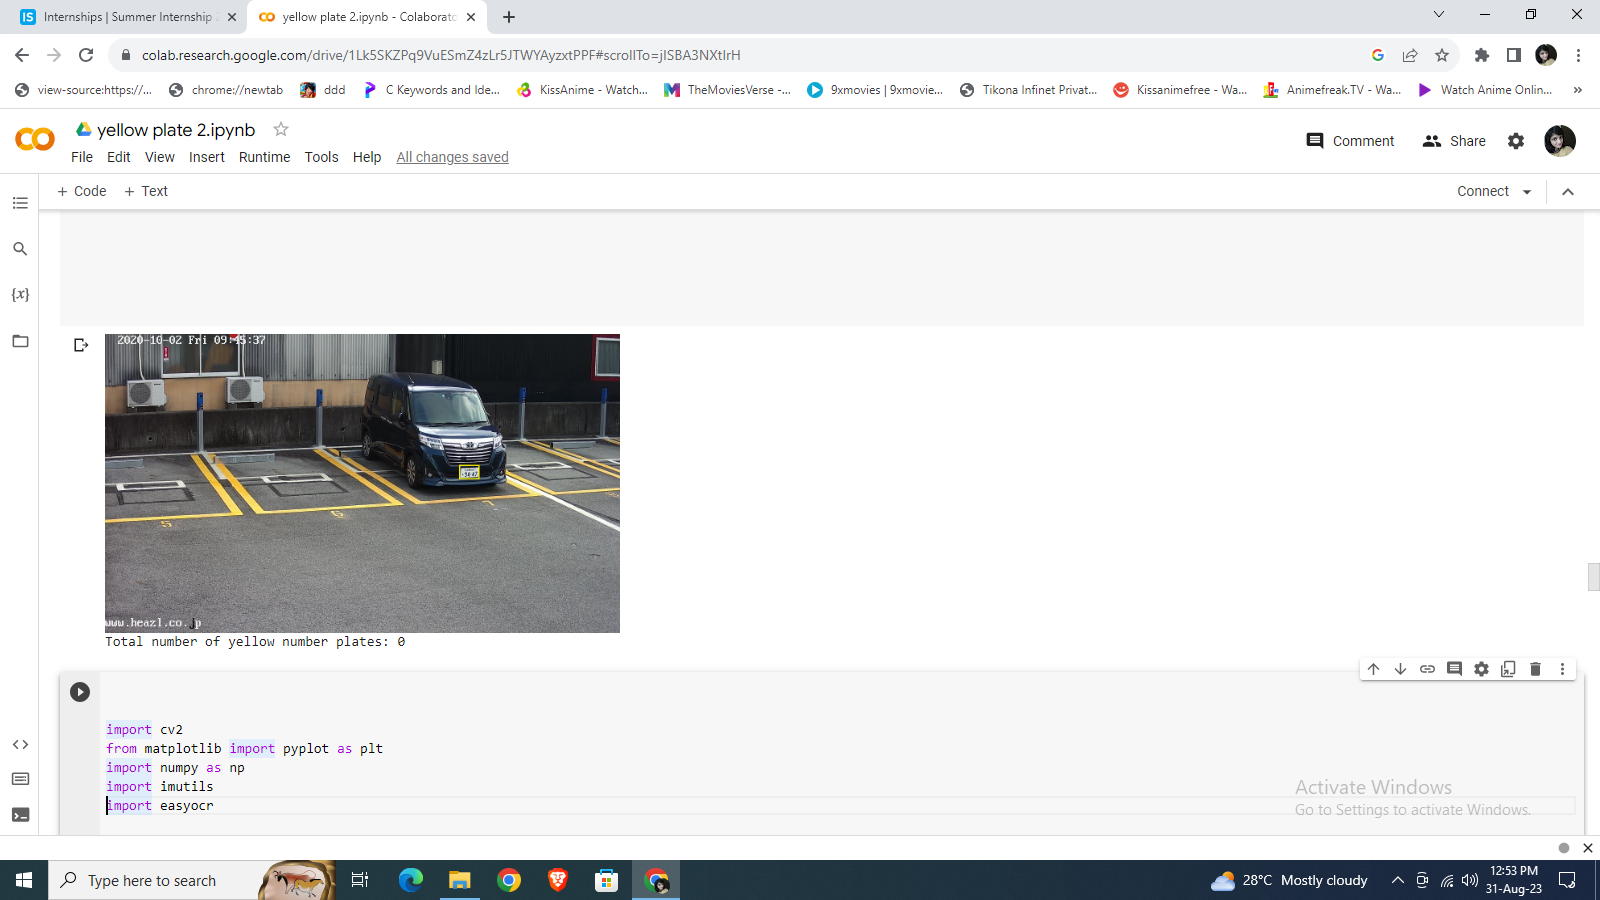 Internships | Summer Internship
yellow plate 2.ipynb - Colaborato
colab.research.google.com/drive/1Lk5SKZPq9VuESmZ4zLr5JTWYAyzxtPPF#scrollTo=jISBA3NXtIrH
view-source:https://... chrome://newtab ddd C Keywords and Ide... KissAnime - Watch... TheMoviesVerse -... 9xmovies | 9xmovie... Tikona Infinet Privat... Kissanimefree - Wa... Animefreak.TV - Wa... Watch Anime Onlin... »
yellow plate 2.ipynb
Comment Share
File Edit View Insert Runtime Tools Help All changes saved
+ Code + Text Connect
{x}
2020-10-02 Fri 09:45:37
5 6 7
www.heazl.co.jp
Total number of yellow number plates: 0
import cv2
from matplotlib import pyplot as plt
import numpy as np
import imutils
import easyocr
Activate Windows
Go to Settings to activate Windows.
Type here to search
28°C Mostly cloudy
12:53 PM
31-Aug-23